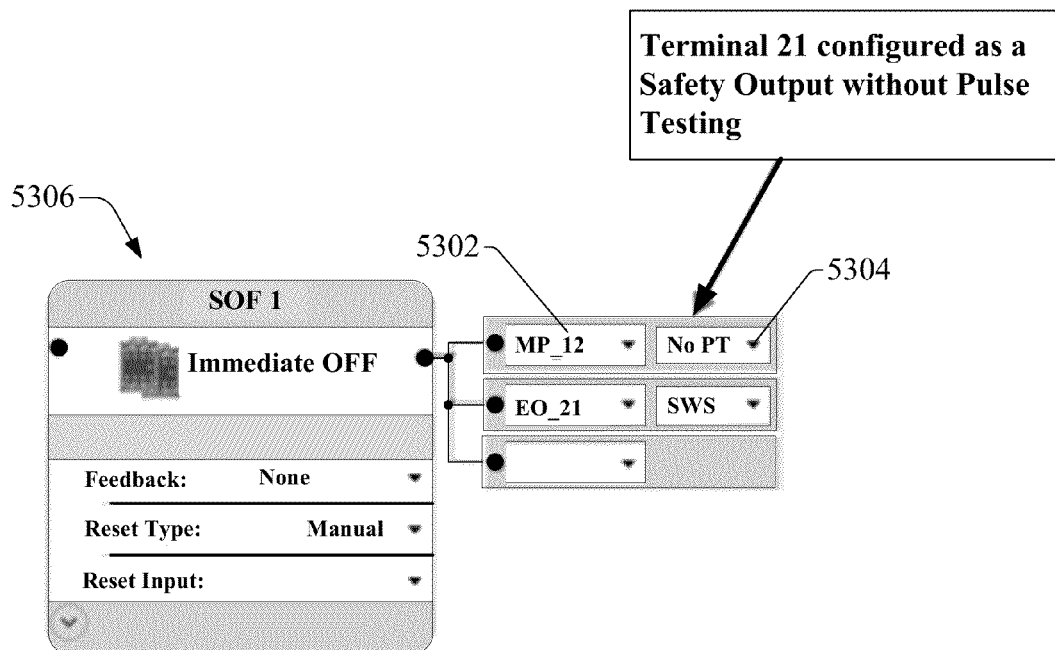 Terminal 21 configured as a
Safety Output without Pulse
Testing
5306
5302
5304
SOF 1
Immediate OFF
MP_12
No PT
EO_21
SWS
Feedback: None
Reset Type: Manual
Reset Input: